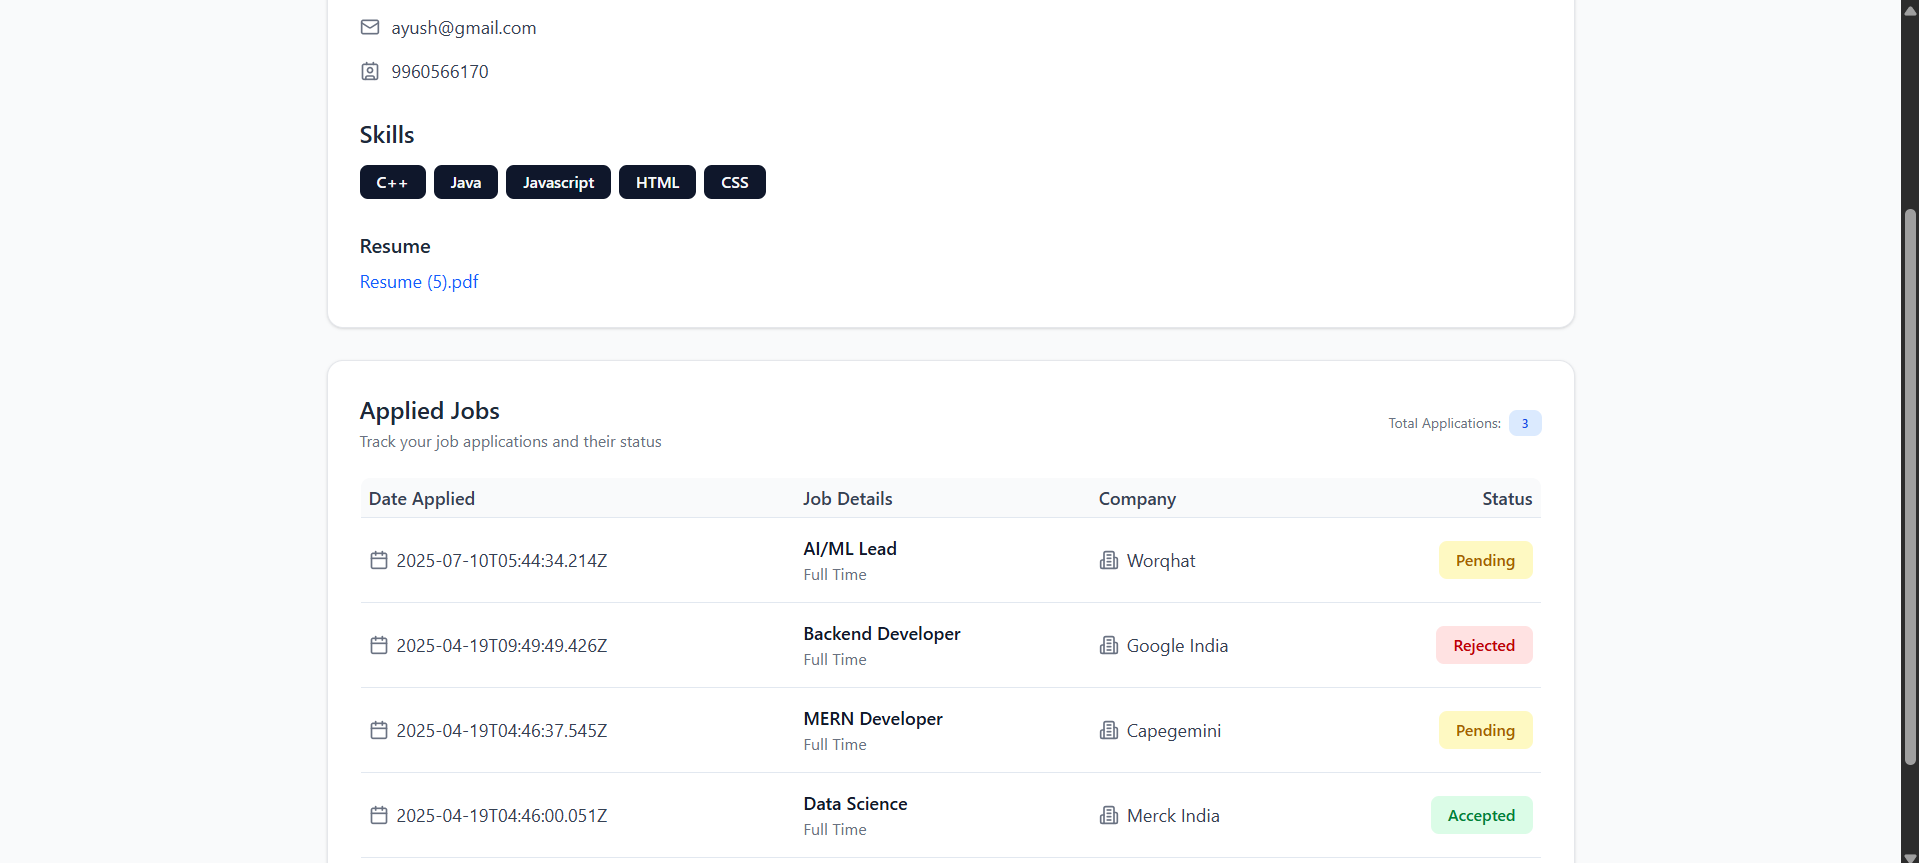 ayush@gmail.com
9960566170
Skills
C++ Java Javascript HTML CSS
Resume
Resume (5).pdf
Applied Jobs
Track your job applications and their status
Total Applications: 3
Date Applied Job Details Company Status
2025-07-10T05:44:34.214Z AI/ML Lead Worqhat Pending
Full Time
2025-04-19T09:49:49.426Z Backend Developer Google India Rejected
Full Time
2025-04-19T04:46:37.545Z MERN Developer Capegemini Pending
Full Time
2025-04-19T04:46:00.051Z Data Science Merck India Accepted
Full Time